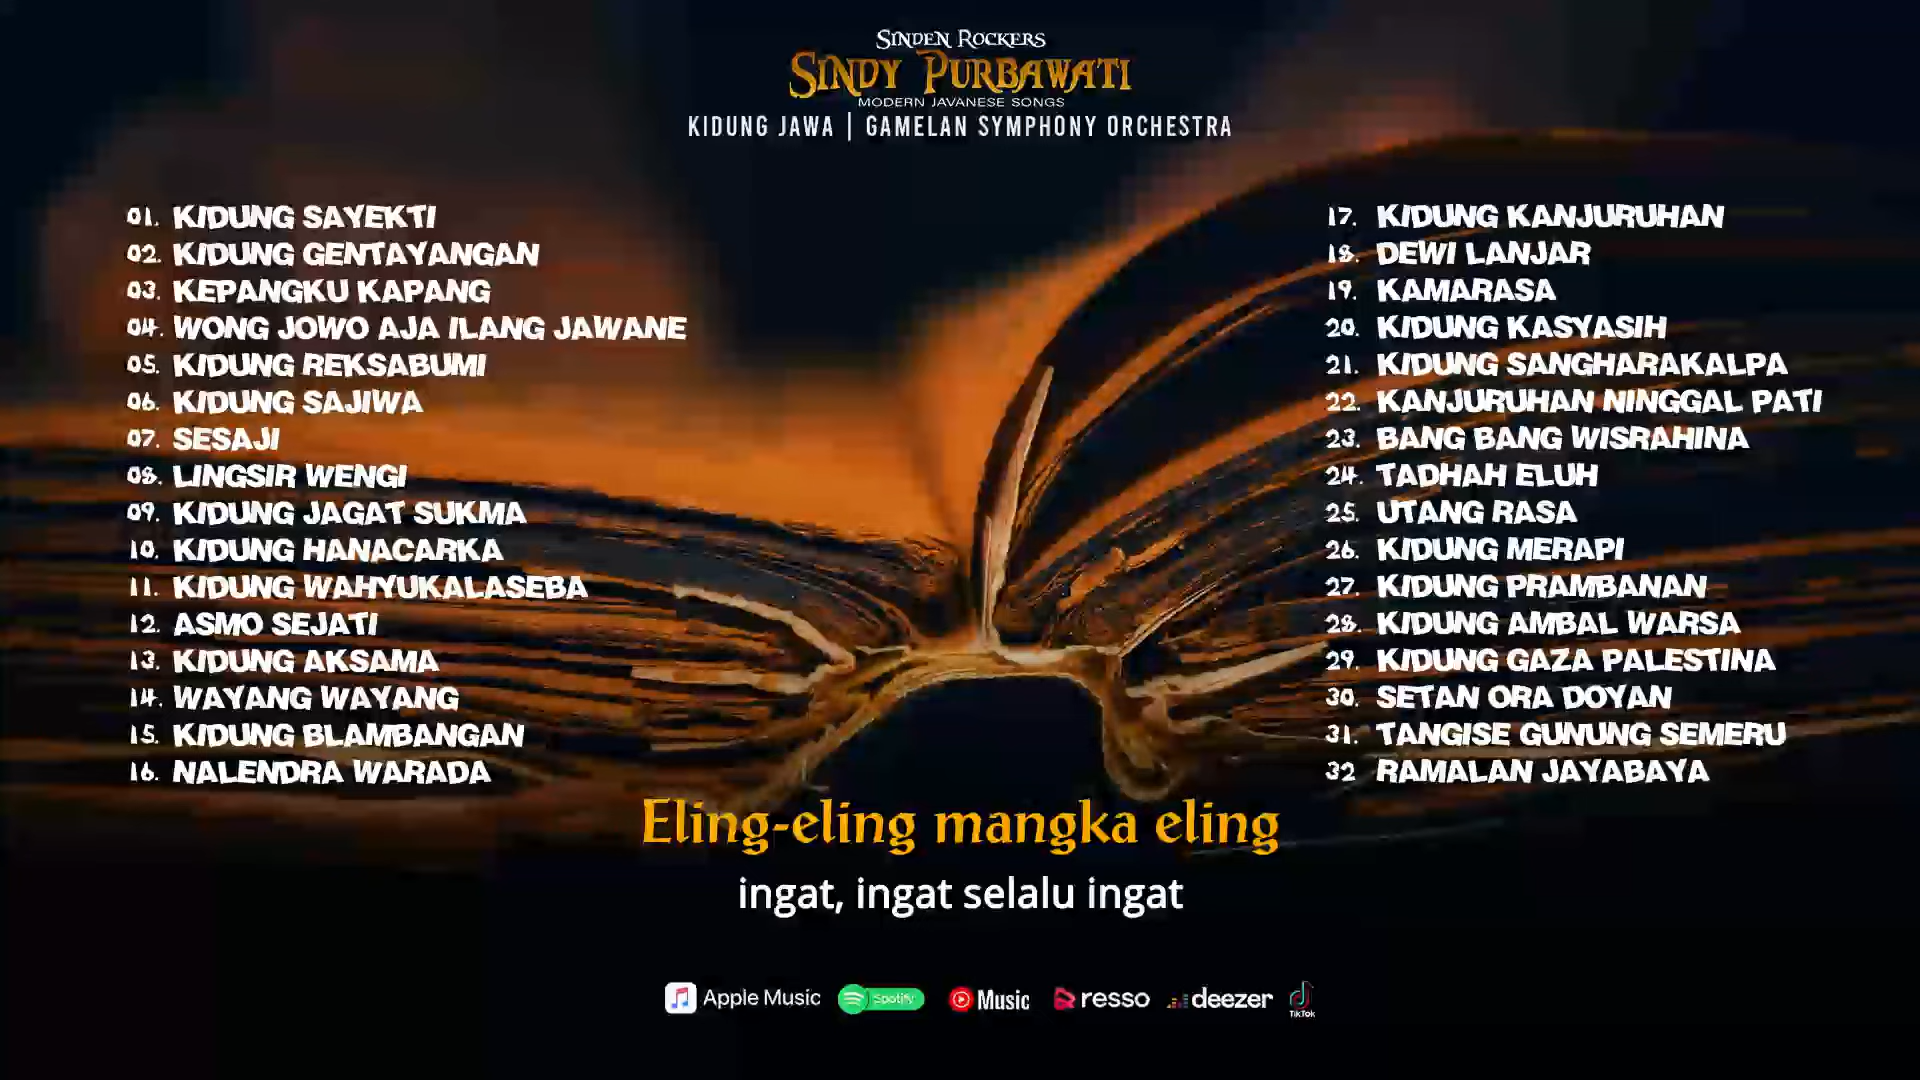 SINDEN ROCKERS
SINDY PURBAWATI
MODERN JAVANESE SONGS
KIDUNG JAWA | GAMELAN SYMPHONY ORCHESTRA
01. KIDUNG SAYEKTI
02. KIDUNG GENTAYANGAN
03. KEPANGKU KAPANG
04. WONG JOWO AJA ILANG JAWANE
05. KIDUNG REKSABUMI
06. KIDUNG SAJIWA
07. SESAJI
08. LINGSIR WENGI
09. KIDUNG JAGAT SUKMA
10. KIDUNG HANACARKA
11. KIDUNG WAHYUKALASEBA
12. ASMO SEJATI
13. KIDUNG AKSAMA
14. WAYANG WAYANG
15. KIDUNG BLAMBANGAN
16. NALENDRA WARADA
17. KIDUNG KANJURUHAN
18. DEWI LANJAR
19. KAMARASA
20. KIDUNG KASYASIH
21. KIDUNG SANGHARAKALPA
22. KANJURUHAN NINGGAL PATI
23. BANG BANG WISRAHINA
24. TADHAH ELUH
25. UTANG RASA
26. KIDUNG MERAPI
27. KIDUNG PRAMBANAN
28. KIDUNG AMBAL WARSA
29. KIDUNG GAZA PALESTINA
30. SETAN ORA DOYAN
31. TANGISE GUNUNG SEMERU
32 RAMALAN JAYABAYA
Eling-eling mangka eling
ingat, ingat selalu ingat
Apple Music Spotify Music resso deezer TikTok